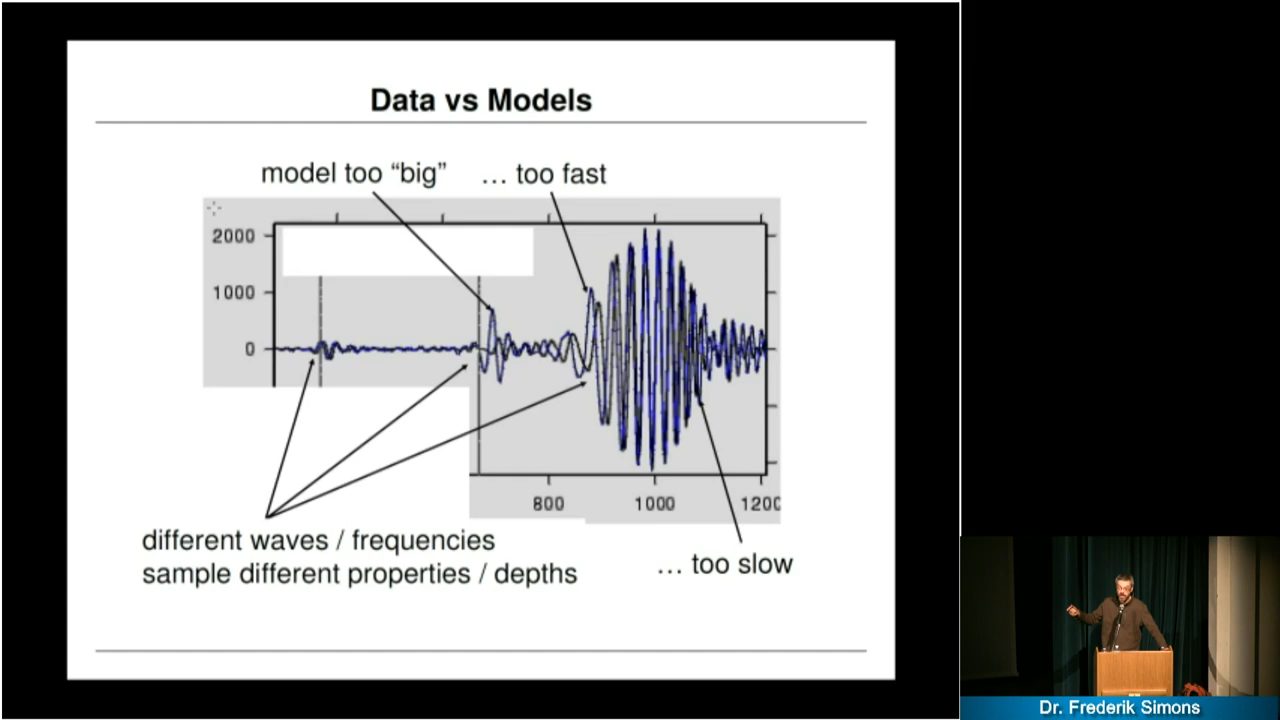 Data vs Models
model too “big”
… too fast
2000
1000
0
800
1000
1200
different waves / frequencies
sample different properties / depths
… too slow
Dr. Frederik Simons